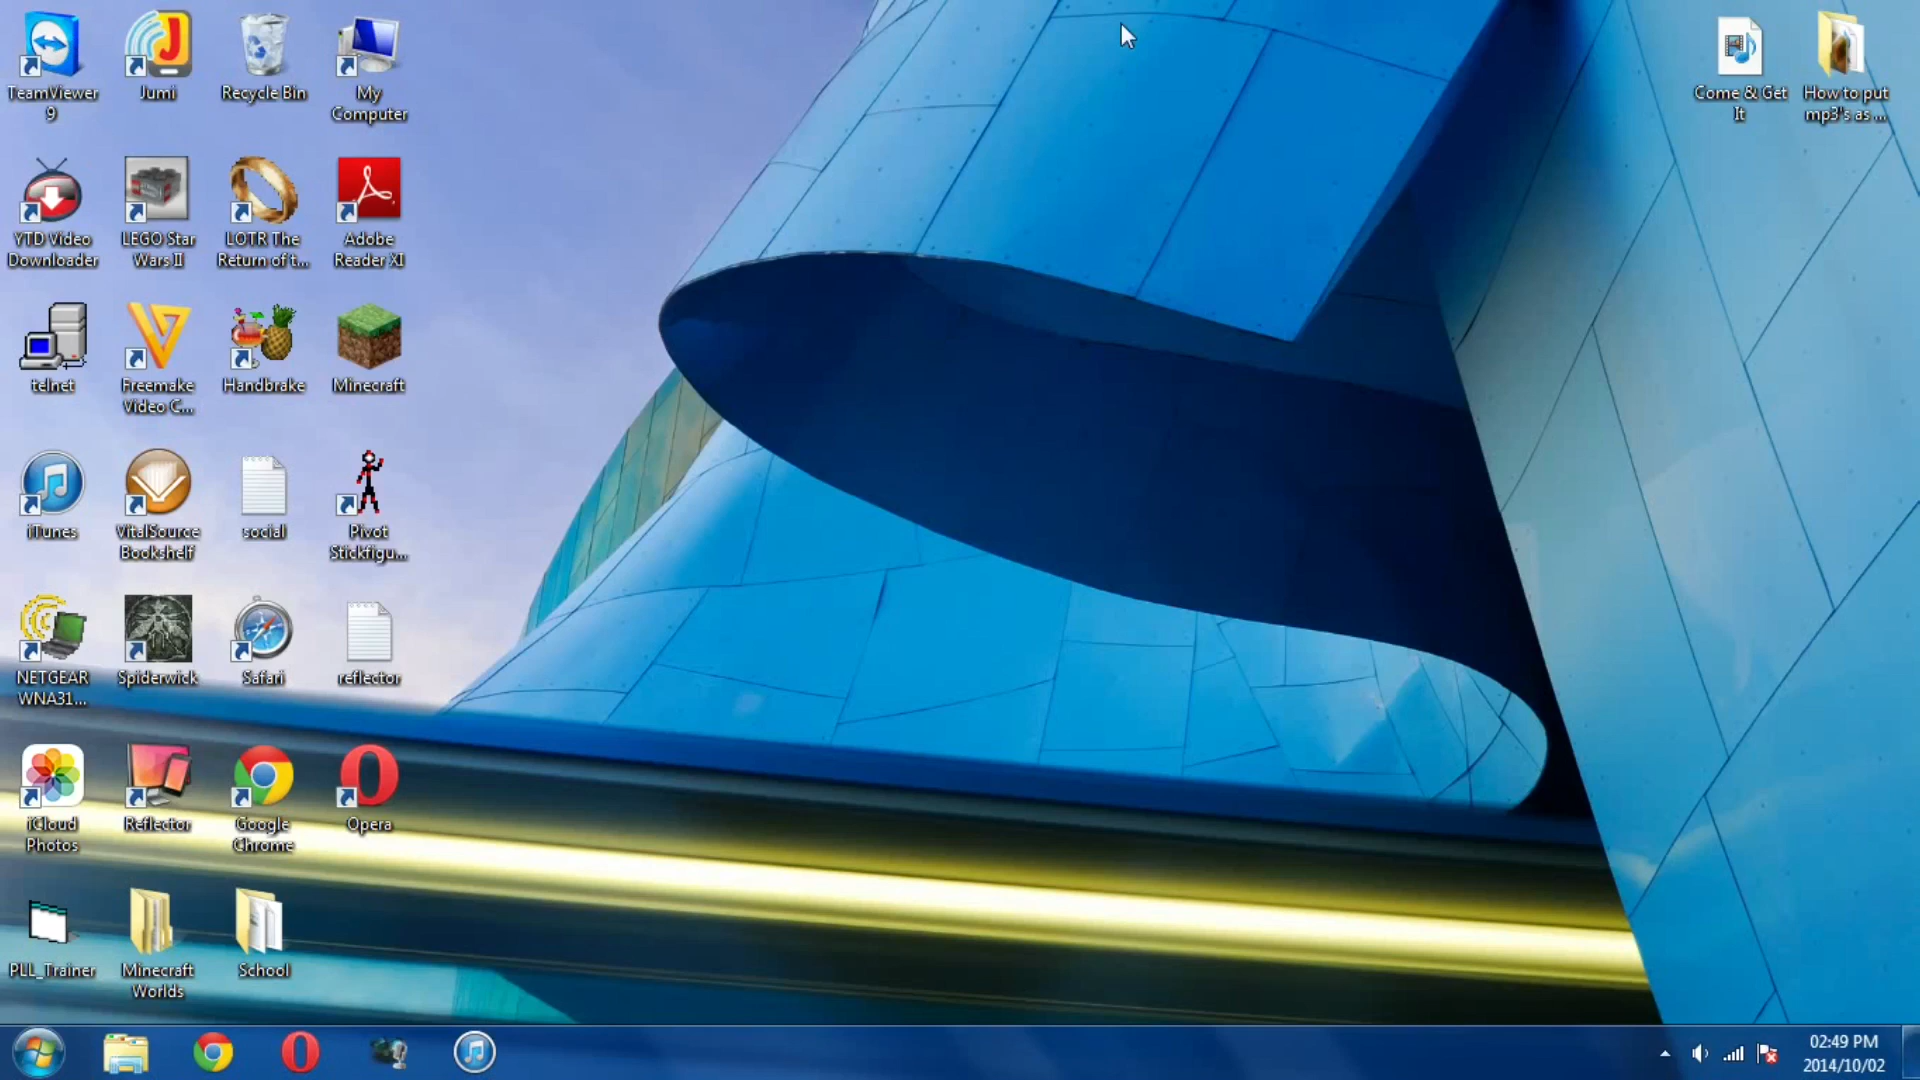 TeamViewer
9
Jumi
Recycle Bin
My
Computer
Come & Get
It
How to put
mp3's as ...
YTD Video
Downloader
LEGO Star
Wars II
LOTR The
Return of t...
Adobe
Reader XI
telnet
Freemake
Video C...
Handbrake
Minecraft
iTunes
VitalSource
Bookshelf
social
Pivot
Stickfigu...
NETGEAR
WNA31...
Spiderwick
Safari
reflector
iCloud
Photos
Reflector
Google
Chrome
Opera
PLL_Trainer
Minecraft
Worlds
School
02:49 PM
2014/10/02